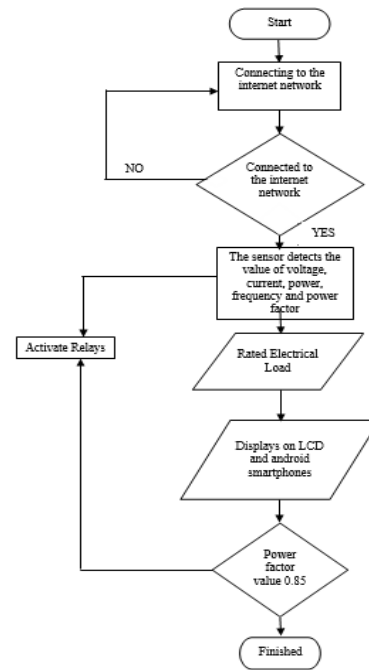 Start
Connecting to the
internet network
NO
Connected to
the internet
network
YES
The sensor detects the
value of voltage,
current, power,
frequency and power
factor
Activate Relays
Rated Electrical
Load
Displays on LCD
and android
smartphones
Power
factor
value 0.85
Finished